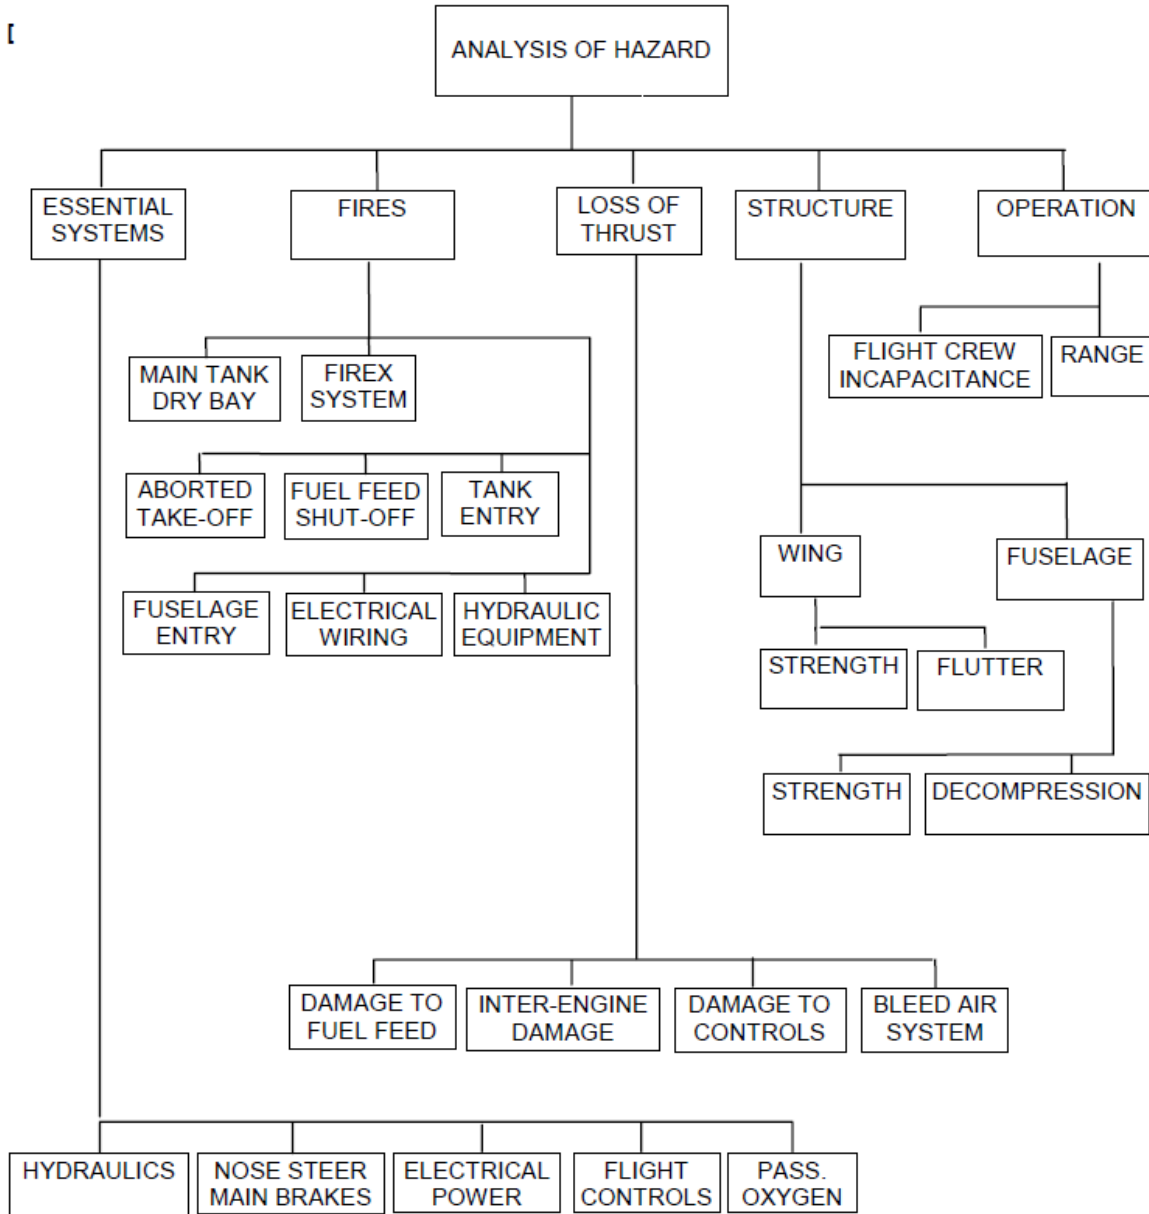 ANALYSIS OF HAZARD
ESSENTIAL
SYSTEMS
FIRES
LOSS OF
THRUST
STRUCTURE
OPERATION
FLIGHT CREW
INCAPACITANCE
RANGE
MAIN TANK
DRY BAY
FIREX
SYSTEM
ABORTED
TAKE-OFF
FUEL FEED
SHUT-OFF
TANK
ENTRY
WING
FUSELAGE
FUSELAGE
ENTRY
ELECTRICAL
WIRING
HYDRAULIC
EQUIPMENT
STRENGTH
FLUTTER
STRENGTH
DECOMPRESSION
DAMAGE TO
FUEL FEED
INTER-ENGINE
DAMAGE
DAMAGE TO
CONTROLS
BLEED AIR
SYSTEM
HYDRAULICS
NOSE STEER
MAIN BRAKES
ELECTRICAL
POWER
FLIGHT
CONTROLS
PASS.
OXYGEN